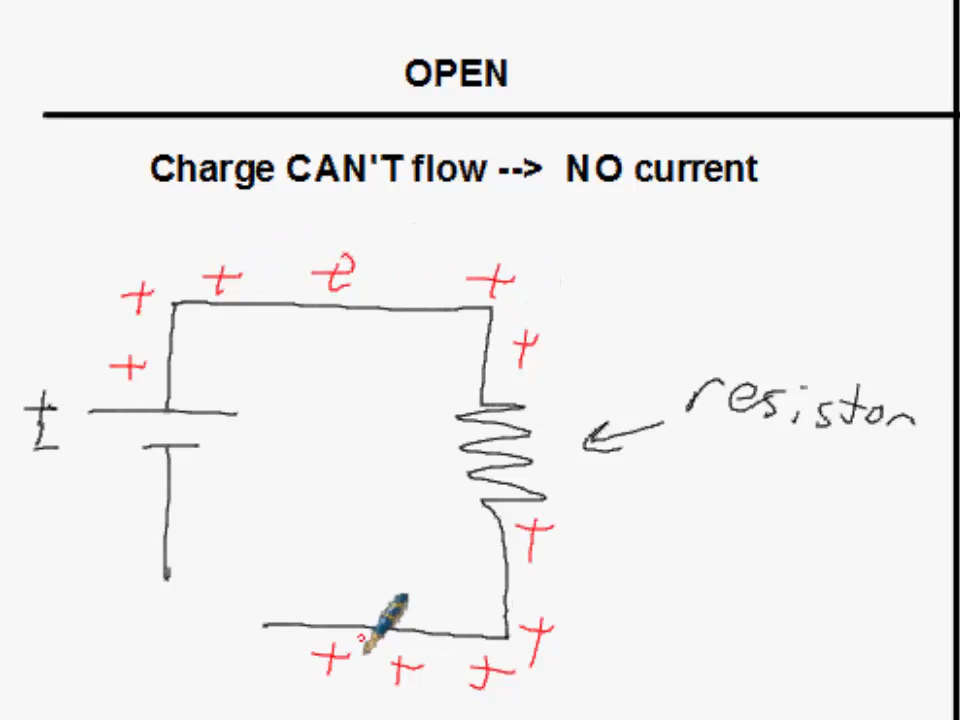 OPEN
Charge CAN'T flow --> NO current
+ + + +
+ +
+
-
resistor
+
+
+ + +